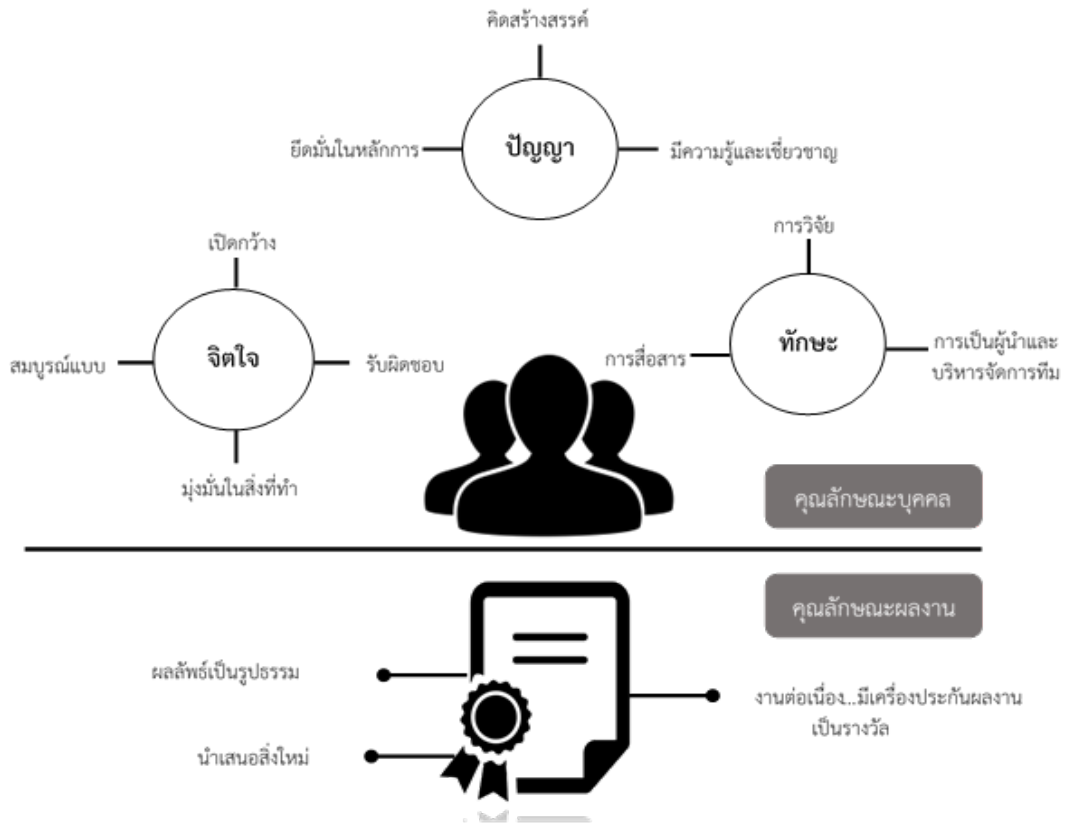 คิดสร้างสรรค์
ยึดมั่นในหลักการ
ปัญญา
มีความรู้และเชี่ยวชาญ
เปิดกว้าง
สมบูรณ์แบบ
จิตใจ
รับผิดชอบ
มุ่งมั่นในสิ่งที่ทำ
การวิจัย
การสื่อสาร
ทักษะ
การเป็นผู้นำและ
บริหารจัดการทีม
คุณลักษณะบุคคล
คุณลักษณะผลงาน
ผลลัพธ์เป็นรูปธรรม
นำเสนอสิ่งใหม่
งานต่อเนื่อง...มีเครื่องประกันผลงาน
เป็นรางวัล